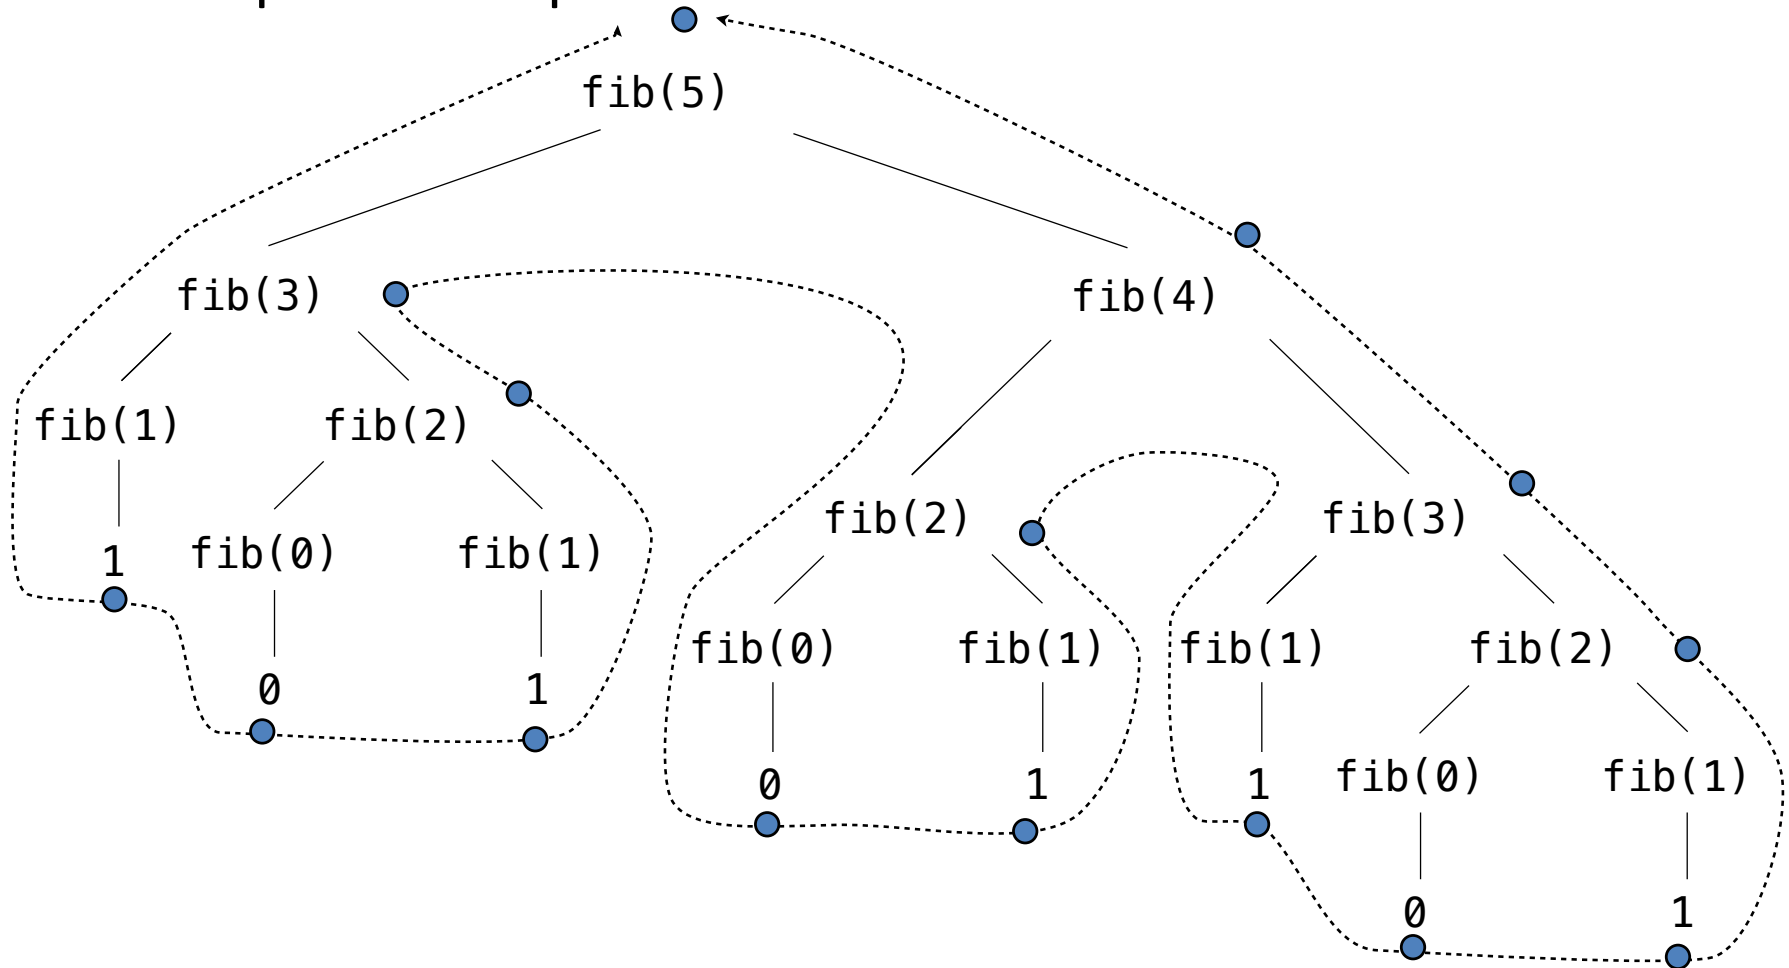 fib(5)
fib(3) fib(4)
fib(1) fib(2)
fib(2) fib(3)
1 fib(0) fib(1)
fib(0) fib(1) fib(1) fib(2)
0 1
0 1 1 fib(0) fib(1)
0 1